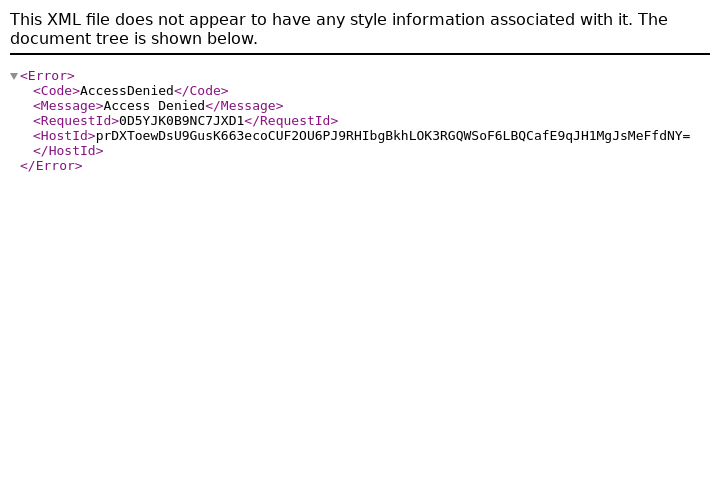 This XML file does not appear to have any style information associated with it. The
document tree is shown below.
<Error>
<Code>AccessDenied</Code>
<Message>Access Denied</Message>
<RequestId>0D5YJK0B9NC7JXD1</RequestId>
<HostId>prDXToewDsU9GusK663ecoCUF2OU6PJ9RHIbgBkhLOK3RGQWSoF6LBQCafE9qJH1MgJsMeFfdNY=
</HostId>
</Error>